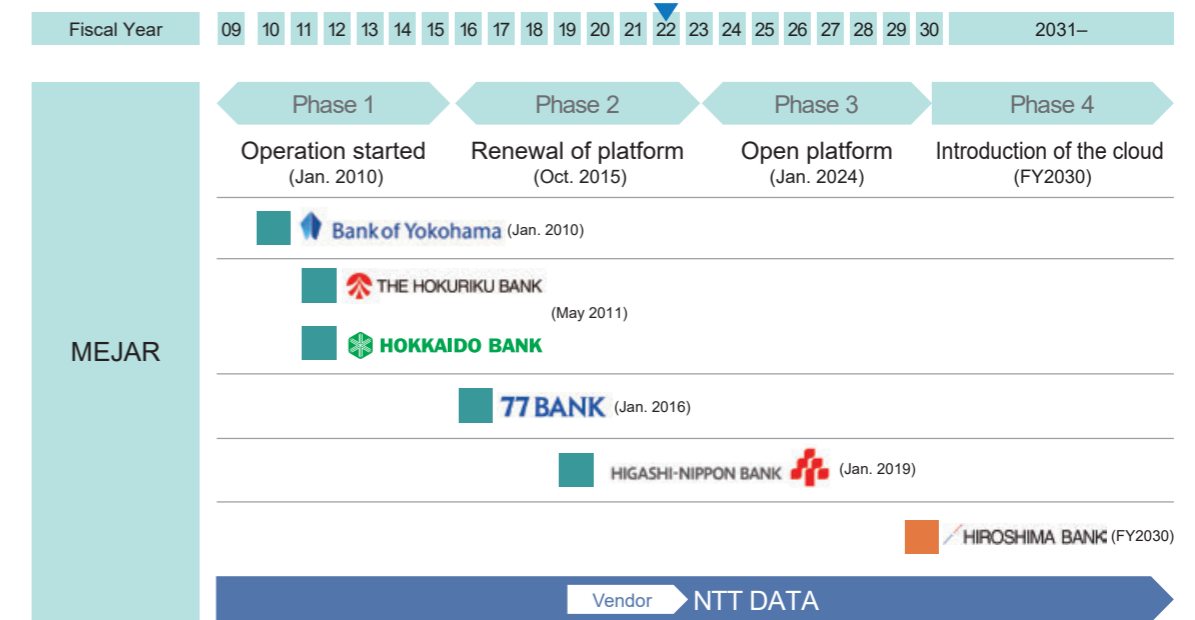 Fiscal Year 09 10 11 12 13 14 15 16 17 18 19 20 21 22 23 24 25 26 27 28 29 30 2031–
Phase 1 Phase 2 Phase 3 Phase 4
Operation started Renewal of platform Open platform Introduction of the cloud
(Jan. 2010) (Oct. 2015) (Jan. 2024) (FY2030)
Bank of Yokohama (Jan. 2010)
THE HOKURIKU BANK
(May 2011)
HOKKAIDO BANK
MEJAR
77 BANK (Jan. 2016)
HIGASHI-NIPPON BANK (Jan. 2019)
HIROSHIMA BANK (FY2030)
Vendor NTT DATA